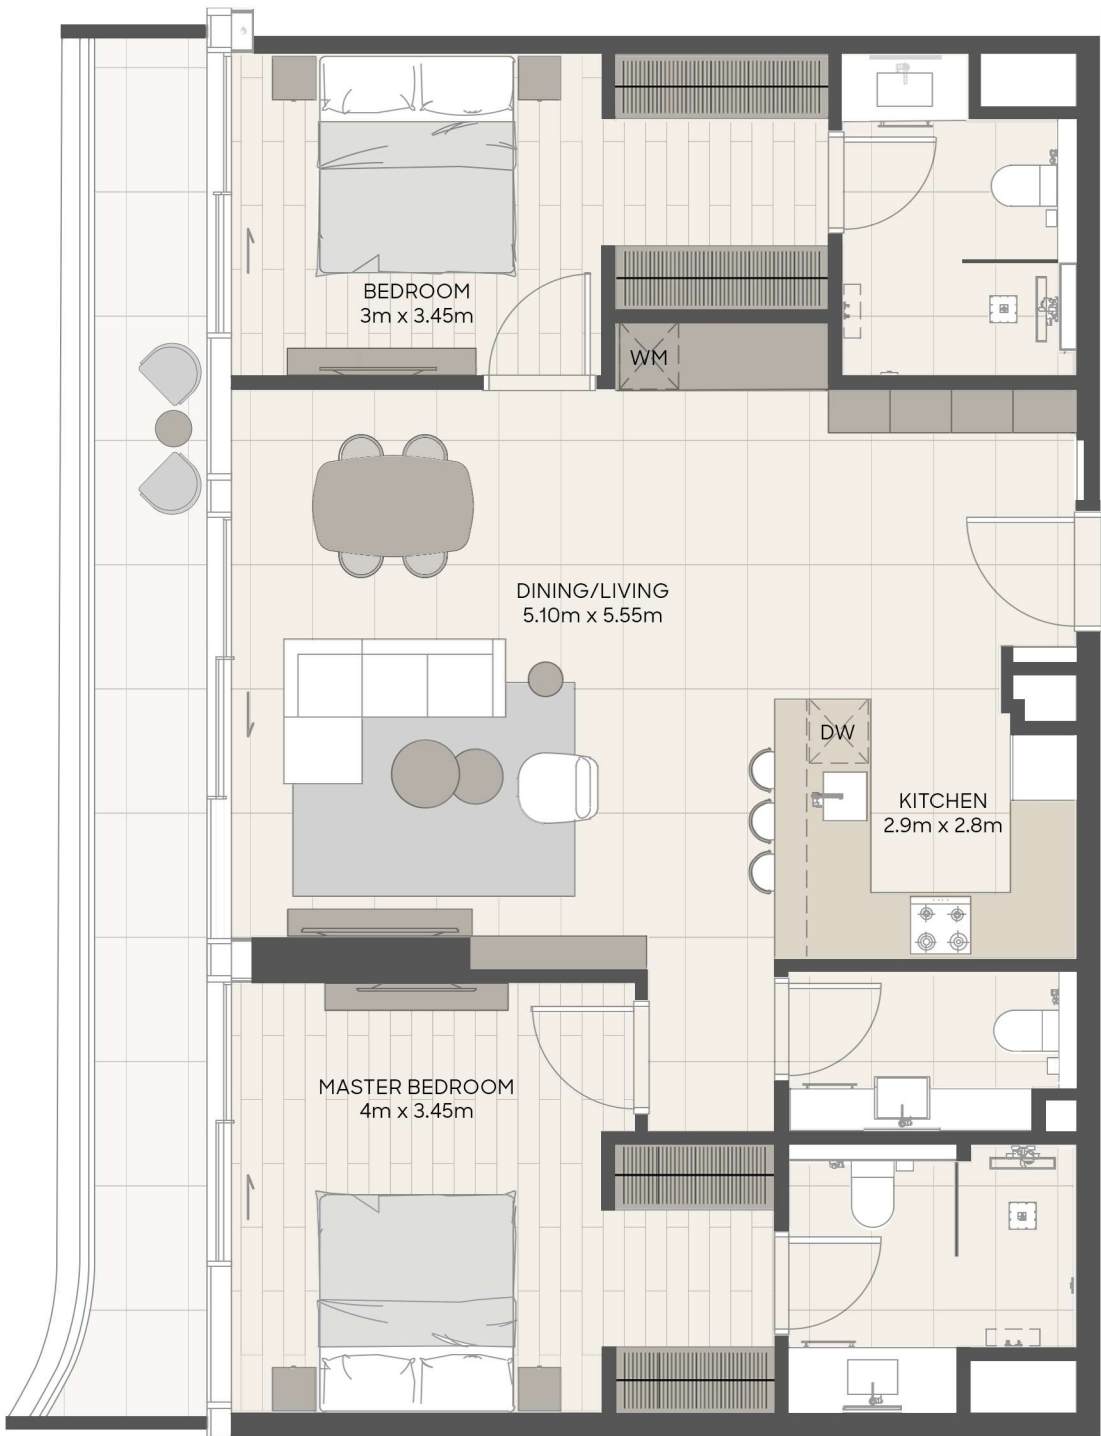 BEDROOM
3m x 3.45m
WM
DINING/LIVING
5.10m x 5.55m
DW
KITCHEN
2.9m x 2.8m
MASTER BEDROOM
4m x 3.45m